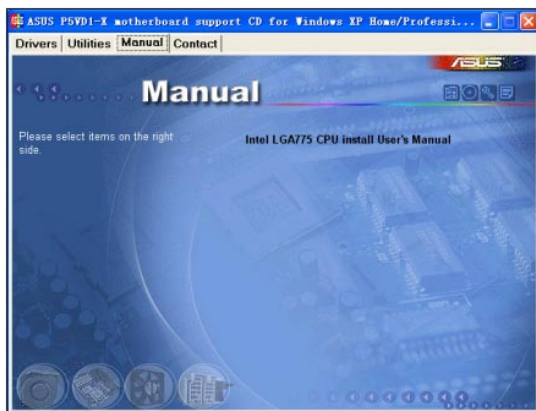 ASUS P5VD1-X motherboard support CD for Windows XP Home/Professi...
Drivers Utilities Manual Contact
ASUS
Manual
Please select items on the right side.
Intel LGA775 CPU install User's Manual